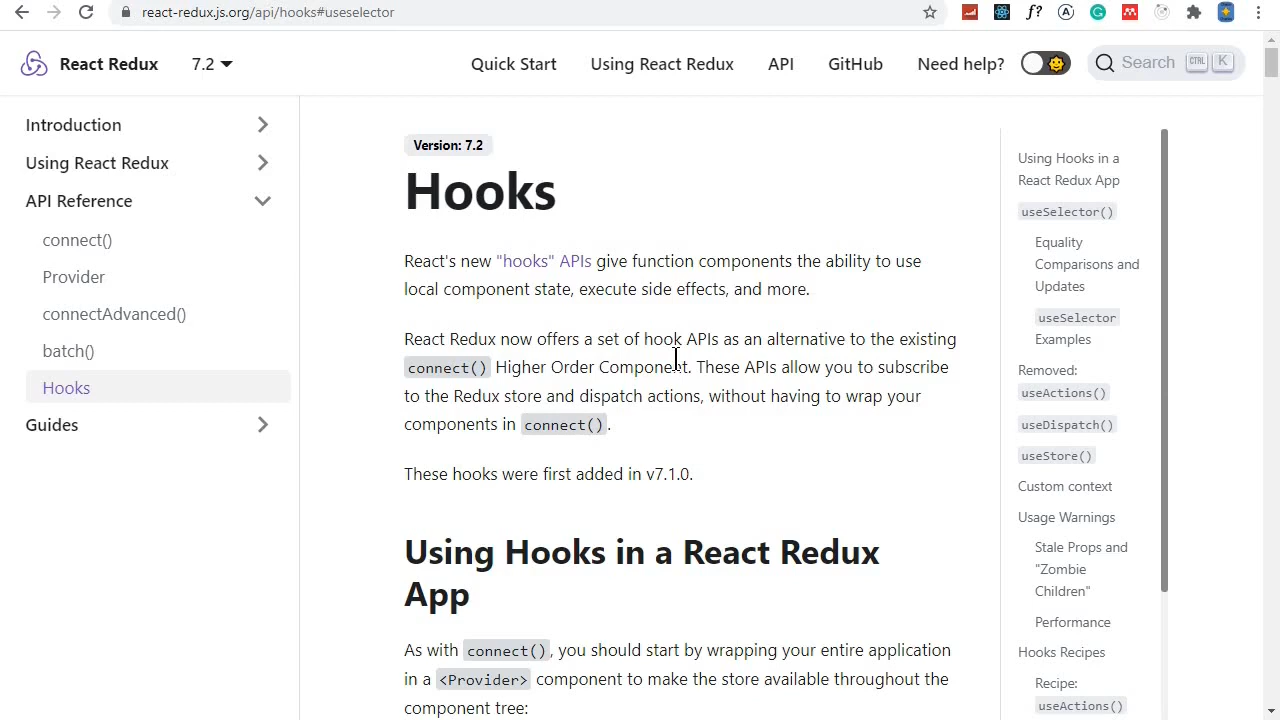 react-redux.js.org/api/hooks#useselector
f?
React Redux
7.2
Quick Start
Using React Redux
API
GitHub
Need help?
Search
CTRL
K
Introduction
Using React Redux
API Reference
connect()
Provider
connectAdvanced()
batch()
Hooks
Guides
Version: 7.2
Hooks
React's new "hooks" APIs give function components the ability to use
local component state, execute side effects, and more.
React Redux now offers a set of hook APIs as an alternative to the existing
connect() Higher Order Component. These APIs allow you to subscribe
to the Redux store and dispatch actions, without having to wrap your
components in connect().
These hooks were first added in v7.1.0.
Using Hooks in a React Redux
App
As with connect(), you should start by wrapping your entire application
in a <Provider> component to make the store available throughout the
component tree:
Using Hooks in a
React Redux App
useSelector()
Equality
Comparisons and
Updates
useSelector
Examples
Removed:
useActions()
useDispatch()
useStore()
Custom context
Usage Warnings
Stale Props and
"Zombie
Children"
Performance
Hooks Recipes
Recipe:
useActions()